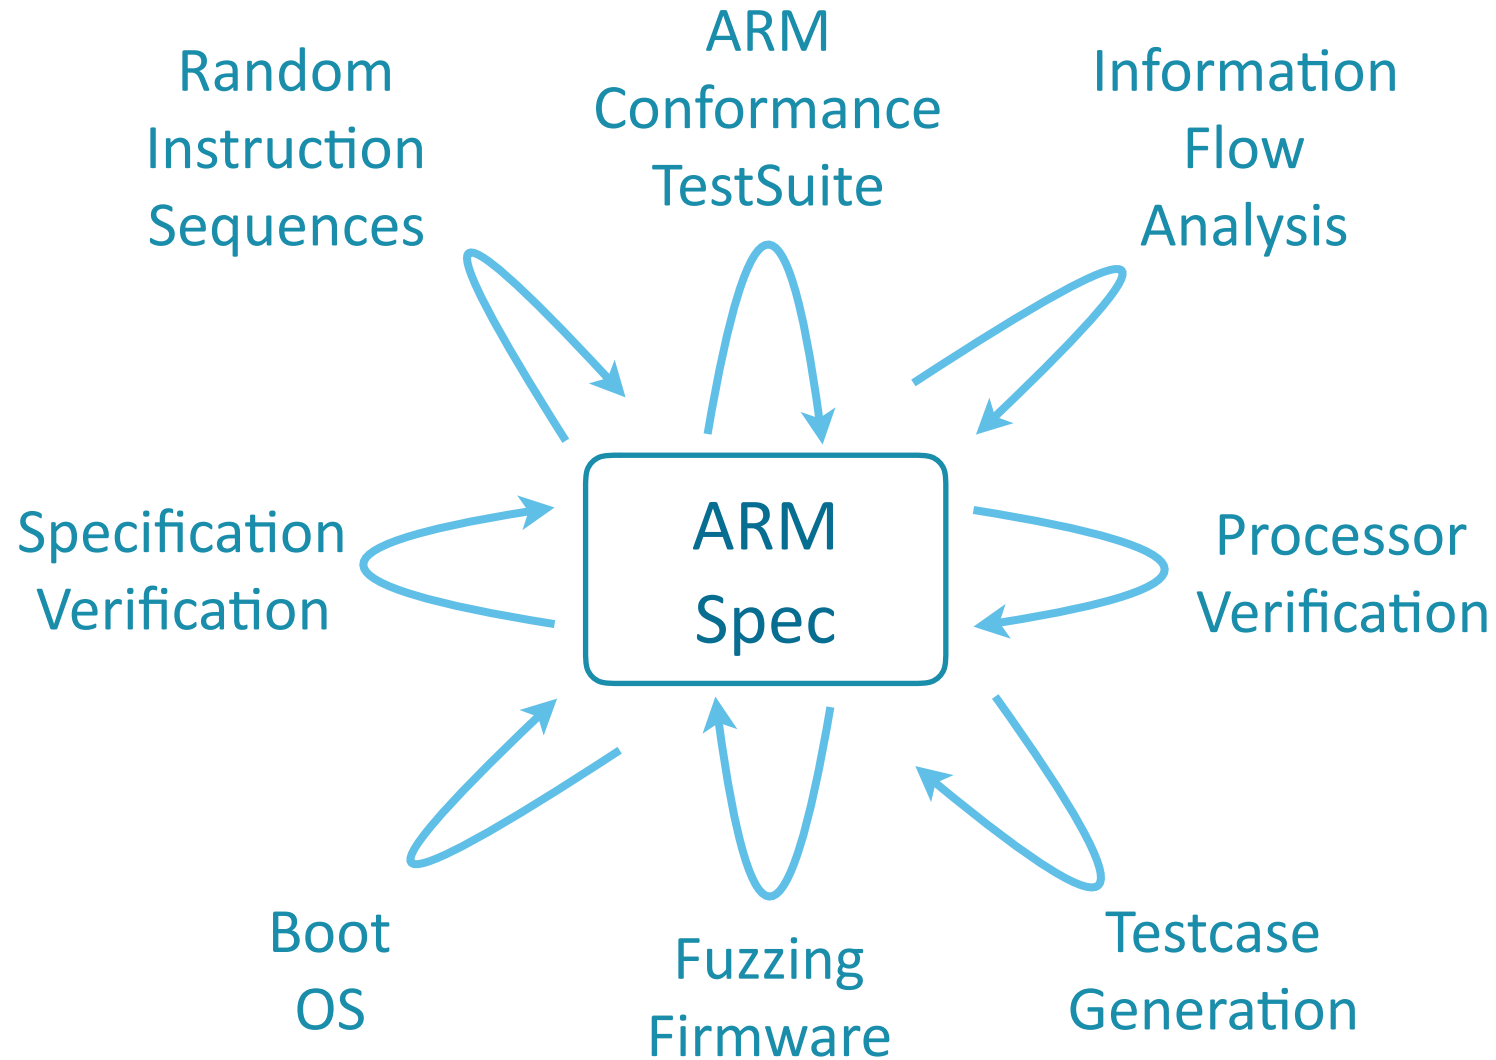 Random
Instruction
Sequences
ARM
Conformance
TestSuite
Information
Flow
Analysis
Specification
Verification
ARM
Spec
Processor
Verification
Boot
OS
Fuzzing
Firmware
Testcase
Generation